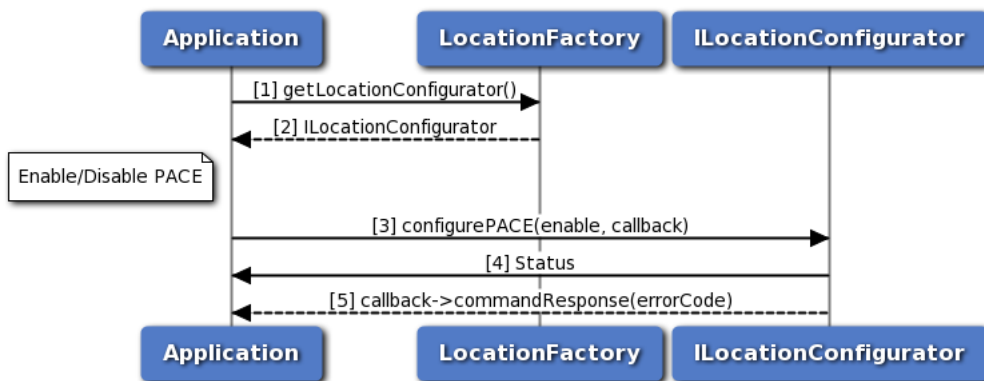 Application
LocationFactory
ILocationConfigurator
[1] getLocationConfigurator()
[2] ILocationConfigurator
Enable/Disable PACE
[3] configurePACE(enable, callback)
[4] Status
[5] callback->commandResponse(errorCode)
Application
LocationFactory
ILocationConfigurator